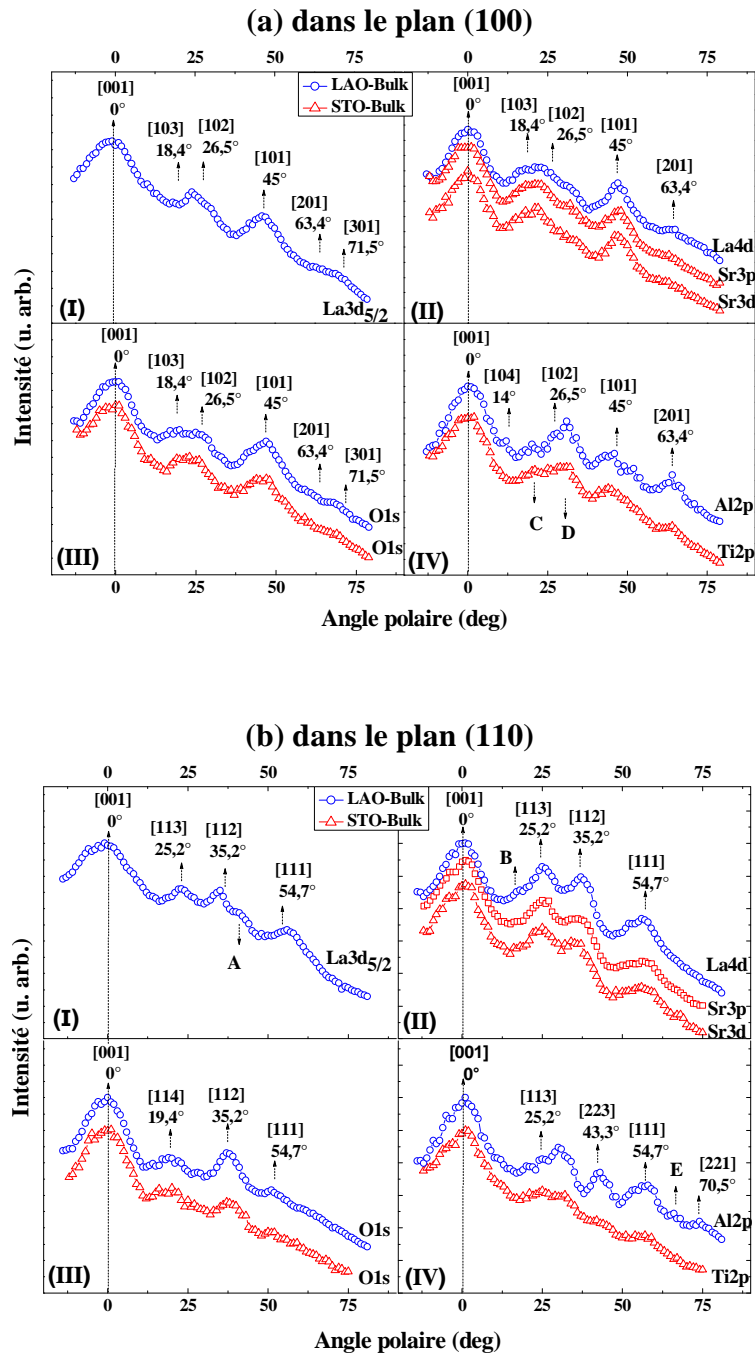 (a) dans le plan (100)
0 25 50 75 0 25 50 75
LAO-Bulk
STO-Bulk
[001]
0°
[103]
18,4°
[102]
26,5°
[101]
45°
[201]
63,4°
[301]
71,5°
La3d5/2
(I)
[001]
0°
[103]
18,4°
[102]
26,5°
[101]
45°
[201]
63,4°
La4d
Sr3p
Sr3d
(II)
[001]
0°
[103]
18,4°
[102]
26,5°
[101]
45°
[201]
63,4°
[301]
71,5°
O1s
O1s
(III)
[001]
0°
[104]
14°
[102]
26,5°
[101]
45°
[201]
63,4°
C
D
Al2p
Ti2p
(IV)
Intensité (u. arb.)
0 25 50 75 0 25 50 75
Angle polaire (deg)
(b) dans le plan (110)
0 25 50 75 0 25 50 75
LAO-Bulk
STO-Bulk
[001]
0°
[113]
25,2°
[112]
35,2°
[111]
54,7°
A
La3d5/2
(I)
[001]
0°
B
[113]
25,2°
[112]
35,2°
[111]
54,7°
La4d
Sr3p
Sr3d
(II)
[001]
0°
[114]
19,4°
[112]
35,2°
[111]
54,7°
O1s
O1s
(III)
[001]
0°
[113]
25,2°
[223]
43,3°
[111]
54,7°
E
[221]
70,5°
Al2p
Ti2p
(IV)
Intensité (u. arb.)
0 25 50 75 0 25 50 75
Angle polaire (deg)